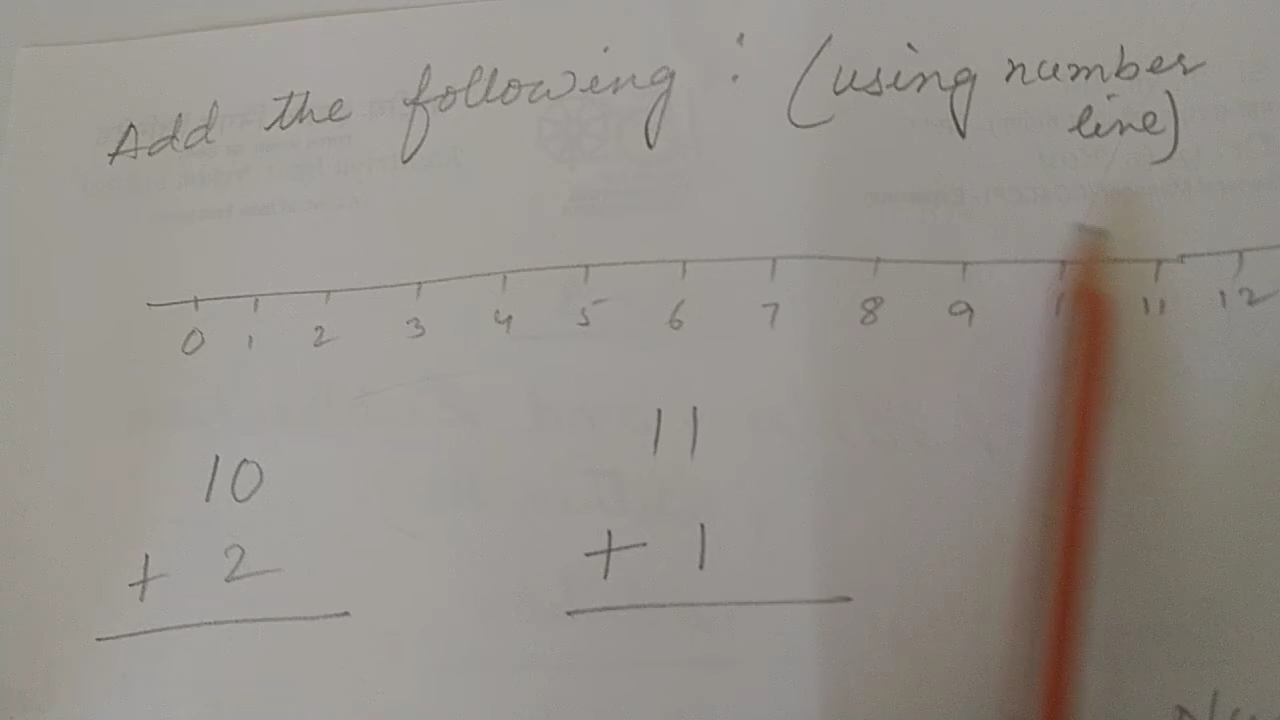 Add the following : (using number
line)
0 1 2 3 4 5 6 7 8 9 11 12
10
+ 2
11
+ 1